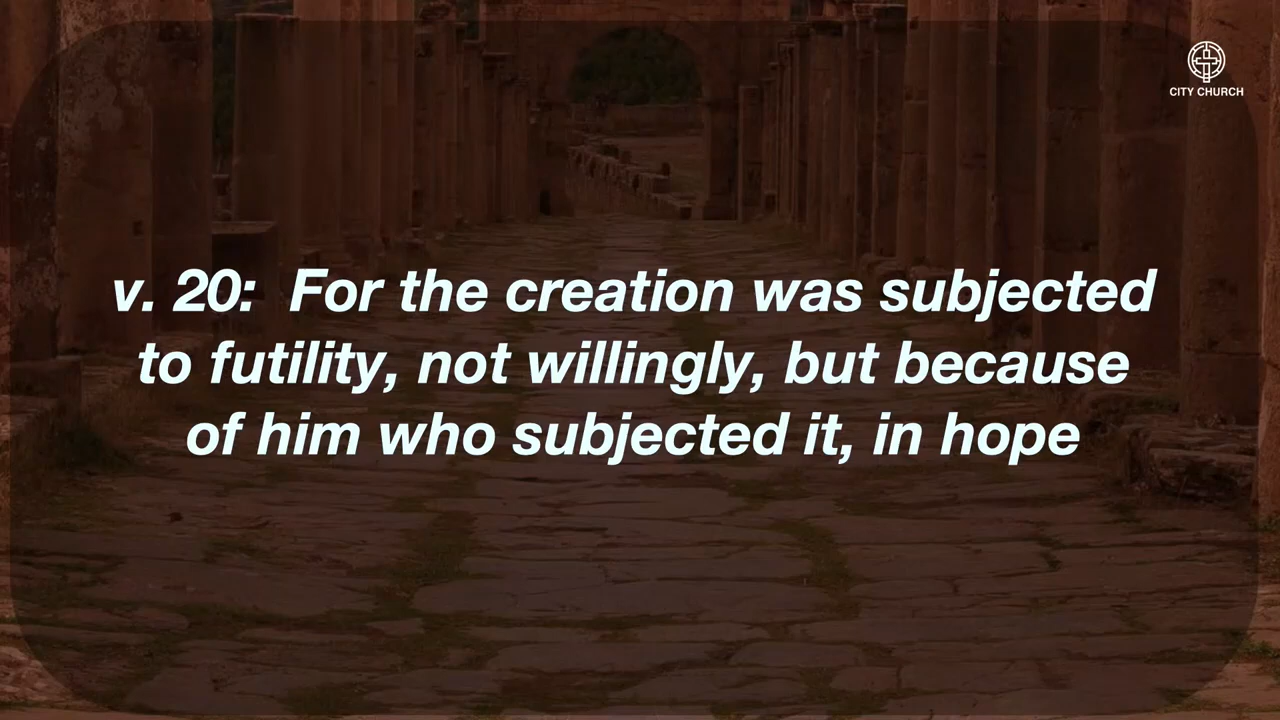 CITY CHURCH
v. 20:  For the creation was subjected
to futility, not willingly, but because
of him who subjected it, in hope